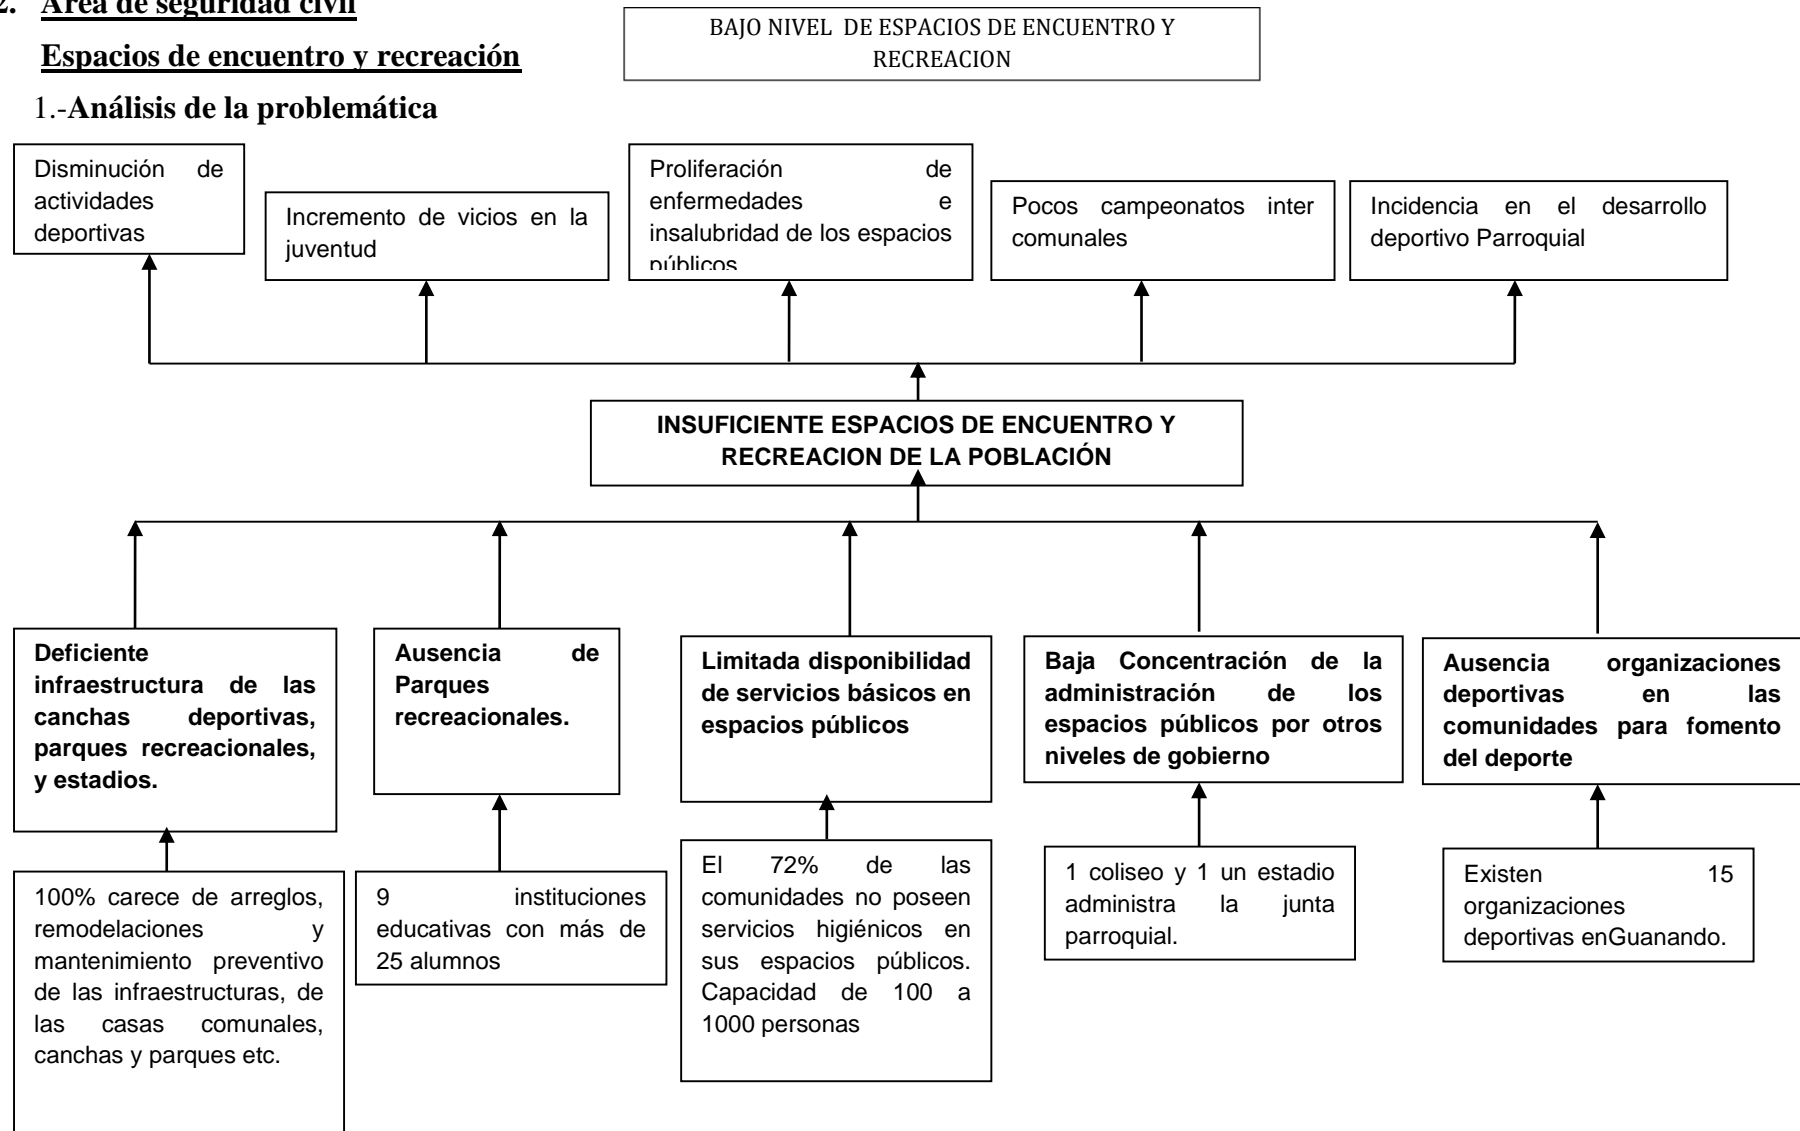 2. Área de seguridad civil
Espacios de encuentro y recreación
1.-Análisis de la problemática
BAJO NIVEL DE ESPACIOS DE ENCUENTRO Y
RECREACION
Disminución de
actividades
deportivas
Incremento de vicios en la
juventud
Proliferación de
enfermedades e
insalubridad de los espacios
públicos
Pocos campeonatos inter
comunales
Incidencia en el desarrollo
deportivo Parroquial
INSUFICIENTE ESPACIOS DE ENCUENTRO Y
RECREACION DE LA POBLACIÓN
Deficiente
infraestructura de las
canchas deportivas,
parques recreacionales,
y estadios.
Ausencia de
Parques
recreacionales.
Limitada disponibilidad
de servicios básicos en
espacios públicos
Baja Concentración de la
administración de los
espacios públicos por otros
niveles de gobierno
Ausencia organizaciones
deportivas en las
comunidades para fomento
del deporte
100% carece de arreglos,
remodelaciones y
mantenimiento preventivo
de las infraestructuras, de
las casas comunales,
canchas y parques etc.
9 instituciones
educativas con más de
25 alumnos
El 72% de las
comunidades no poseen
servicios higiénicos en
sus espacios públicos.
Capacidad de 100 a
1000 personas
1 coliseo y 1 un estadio
administra la junta
parroquial.
Existen 15
organizaciones
deportivas enGuanando.